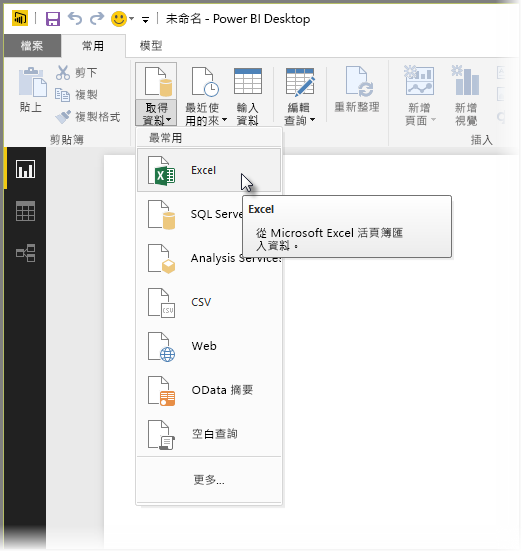 未命名 - Power BI Desktop
檔案
常用
模型
貼上
剪下
複製
複製格式
剪貼簿
取得
資料
最近使
用的來
輸入
資料
編輯
查詢
重新整理
新增
頁面
新增
視覺
插入
最常用
Excel
SQL Serve
Analysis Services
CSV
Web
OData 摘要
空白查詢
更多...
Excel
從 Microsoft Excel 活頁簿匯
入資料。